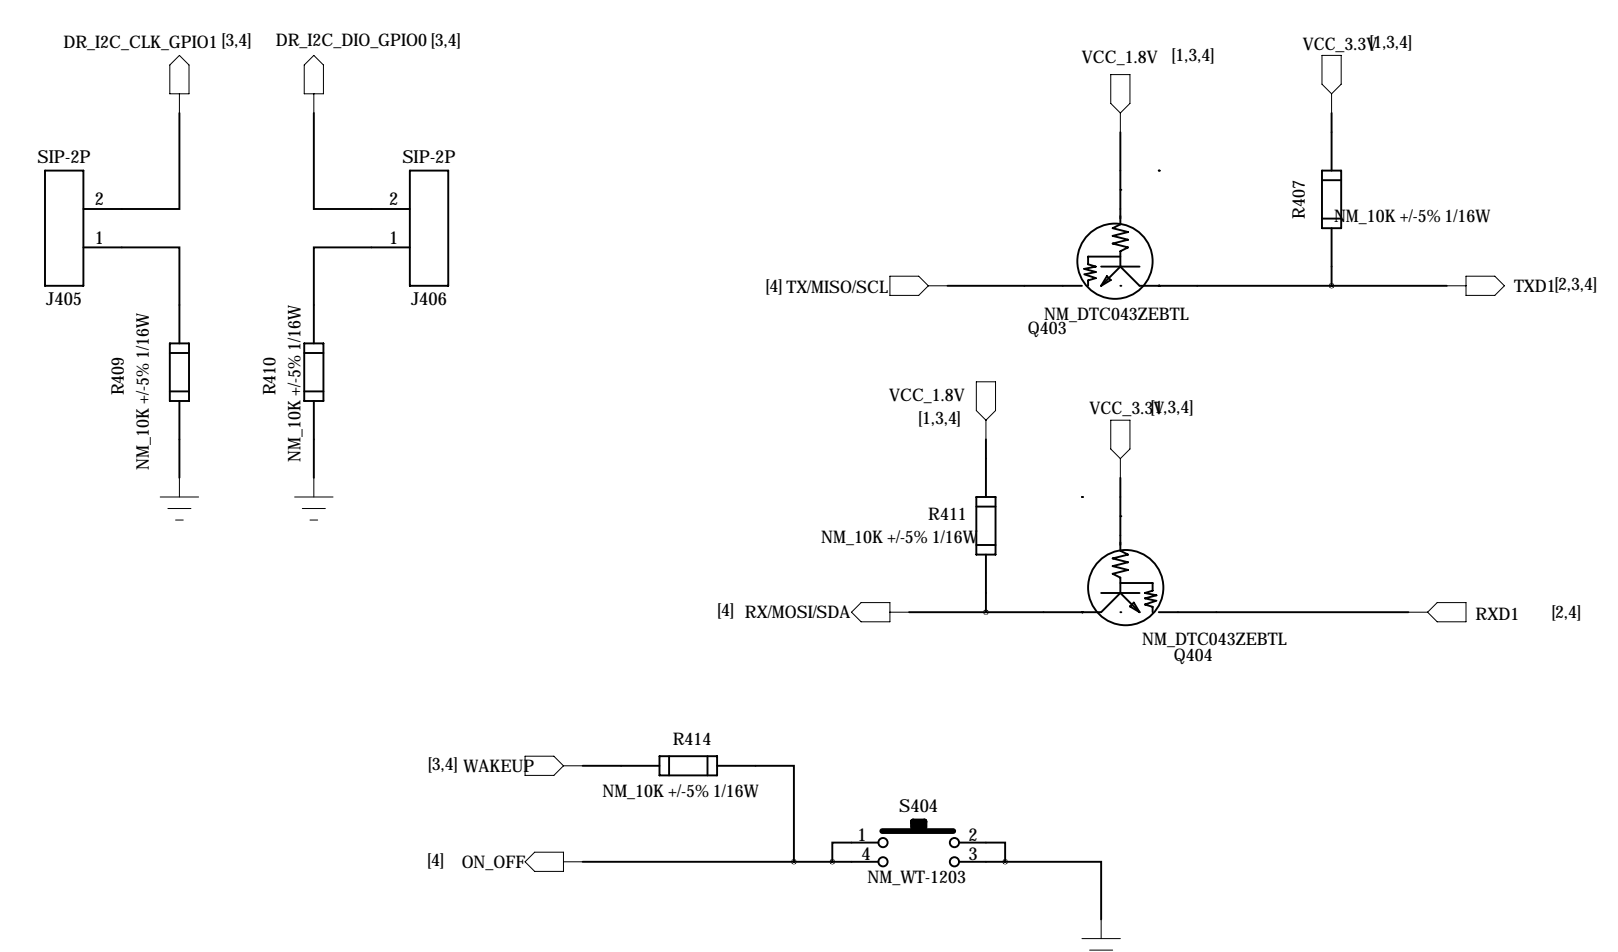 DR_I2C_CLK_GPIO1 [3,4]
DR_I2C_DIO_GPIO0 [3,4]
SIP-2P
2
1
J405
SIP-2P
2
1
J406
R409
NM_10K +/-5% 1/16W
R410
NM_10K +/-5% 1/16W
VCC_1.8V [1,3,4]
VCC_3.3V [1,3,4]
R407
NM_10K +/-5% 1/16W
[4] TX/MISO/SCL
TXD1 [2,3,4]
NM_DTC043ZEBTL
Q403
VCC_1.8V
[1,3,4]
VCC_3.3V [1,3,4]
R411
NM_10K +/-5% 1/16W
[4] RX/MOSI/SDA
RXD1 [2,4]
NM_DTC043ZEBTL
Q404
[3,4] WAKEUP
R414
NM_10K +/-5% 1/16W
S404
1
2
4
3
[4] ON_OFF
NM_WT-1203